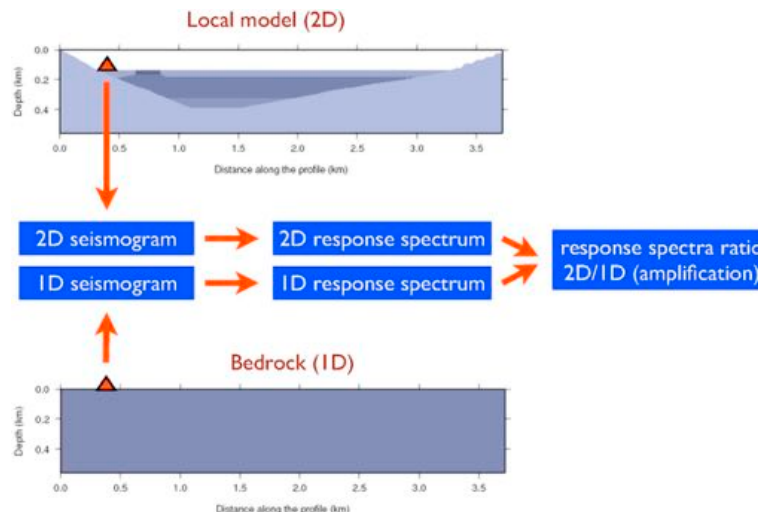 Local model (2D)
0.0
0.2
0.4
Depth (km)
0.0 0.5 1.0 1.5 2.0 2.5 3.0 3.5
Distance along the profile (km)
2D seismogram
2D response spectrum
response spectra ratio
2D/1D (amplification)
1D seismogram
1D response spectrum
Bedrock (1D)
0.0
0.2
0.4
Depth (km)
0.0 0.5 1.0 1.5 2.0 2.5 3.0 3.5
Distance along the profile (km)